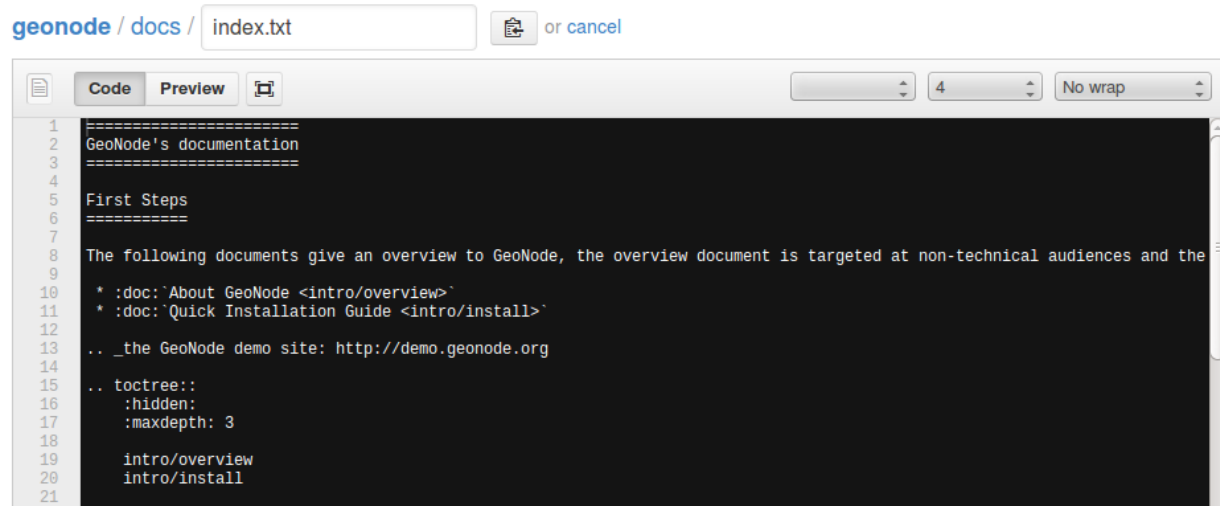 geonode / docs / index.txt or cancel
Code Preview 4 No wrap
1 =======================
2 GeoNode's documentation
3 =======================
4
5 First Steps
6 ===========
7
8 The following documents give an overview to GeoNode, the overview document is targeted at non-technical audiences and the
9
10 * :doc:`About GeoNode <intro/overview>`
11 * :doc:`Quick Installation Guide <intro/install>`
12
13 .. _the GeoNode demo site: http://demo.geonode.org
14
15 .. toctree::
16 :hidden:
17 :maxdepth: 3
18
19 intro/overview
20 intro/install
21